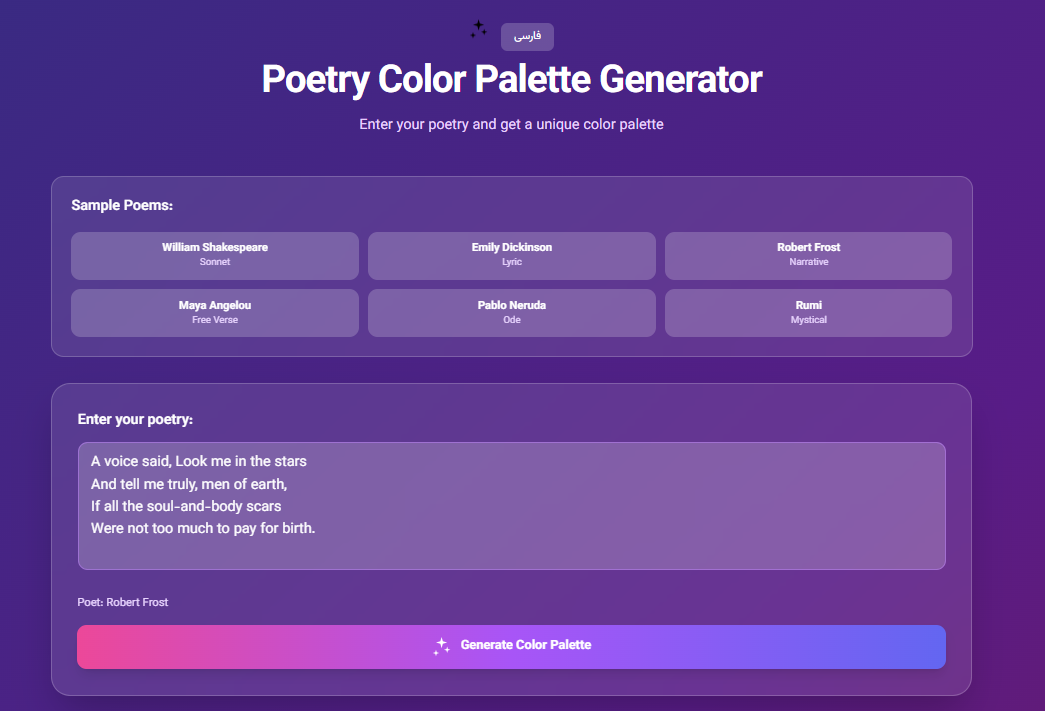 فارسی
Poetry Color Palette Generator
Enter your poetry and get a unique color palette
Sample Poems:
William Shakespeare
Sonnet
Emily Dickinson
Lyric
Robert Frost
Narrative
Maya Angelou
Free Verse
Pablo Neruda
Ode
Rumi
Mystical
Enter your poetry:
A voice said, Look me in the stars
And tell me truly, men of earth,
If all the soul-and-body scars
Were not too much to pay for birth.
Poet: Robert Frost
Generate Color Palette